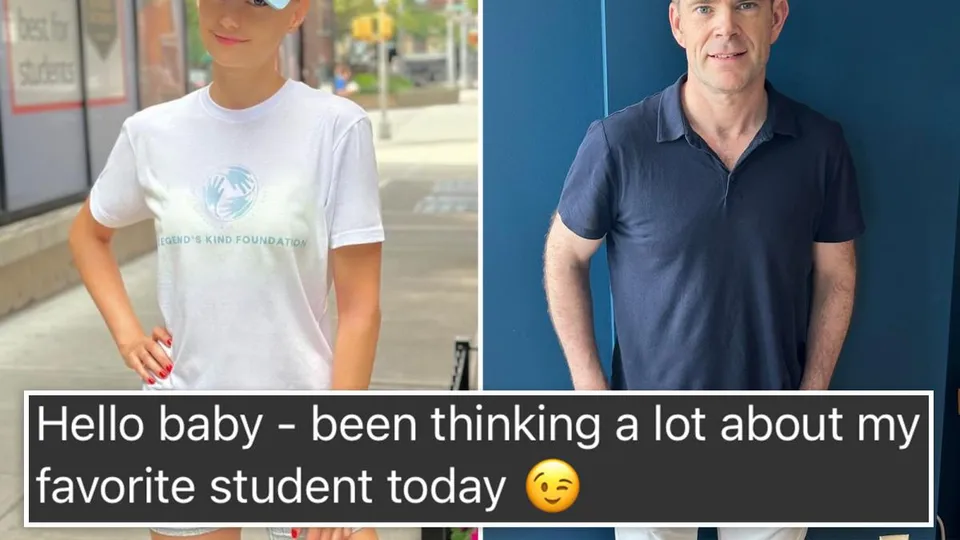 best for
students
LEGEND'S KIND FOUNDATION
Hello baby - been thinking a lot about my
favorite student today 😉